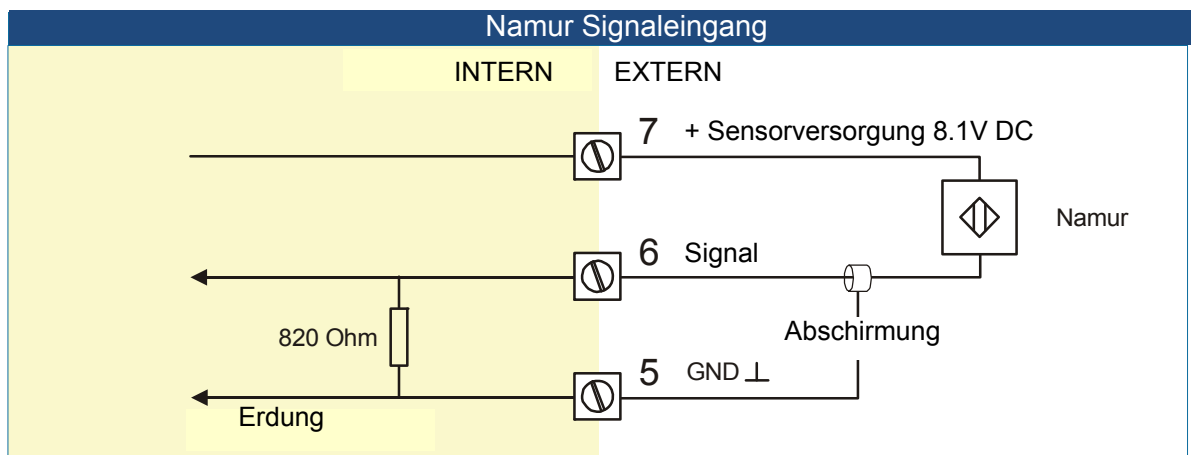 Namur Signaleingang
INTERN
EXTERN
7
+ Sensorversorgung 8.1V DC
Namur
6
Signal
820 Ohm
Abschirmung
5
GND ⊥
Erdung